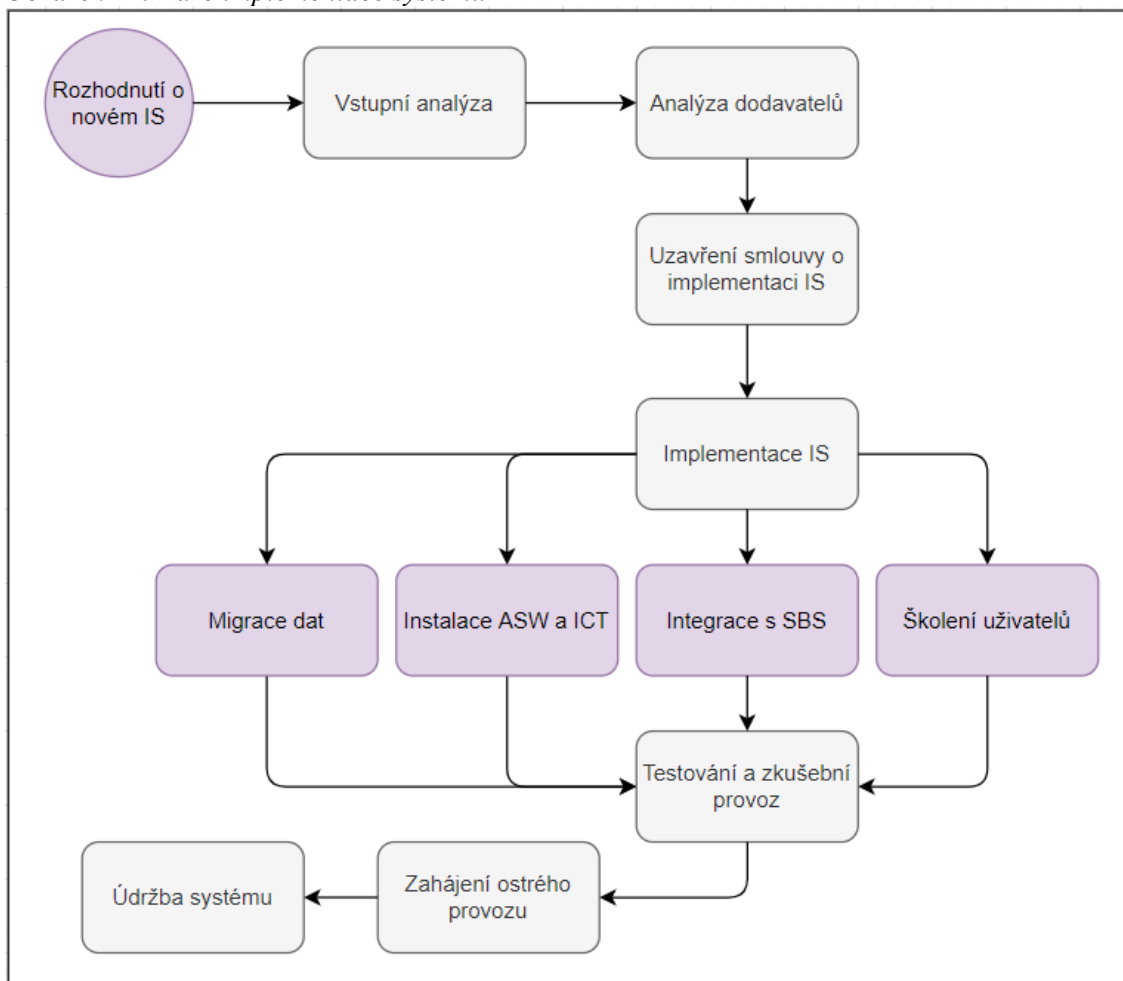 Rozhodnutí o
novém IS
Vstupní analýza
Analýza dodavatelů
Uzavření smlouvy o
implementaci IS
Implementace IS
Migrace dat
Instalace ASW a ICT
Integrace s SBS
Školení uživatelů
Testování a zkušební
provoz
Údržba systému
Zahájení ostrého
provozu